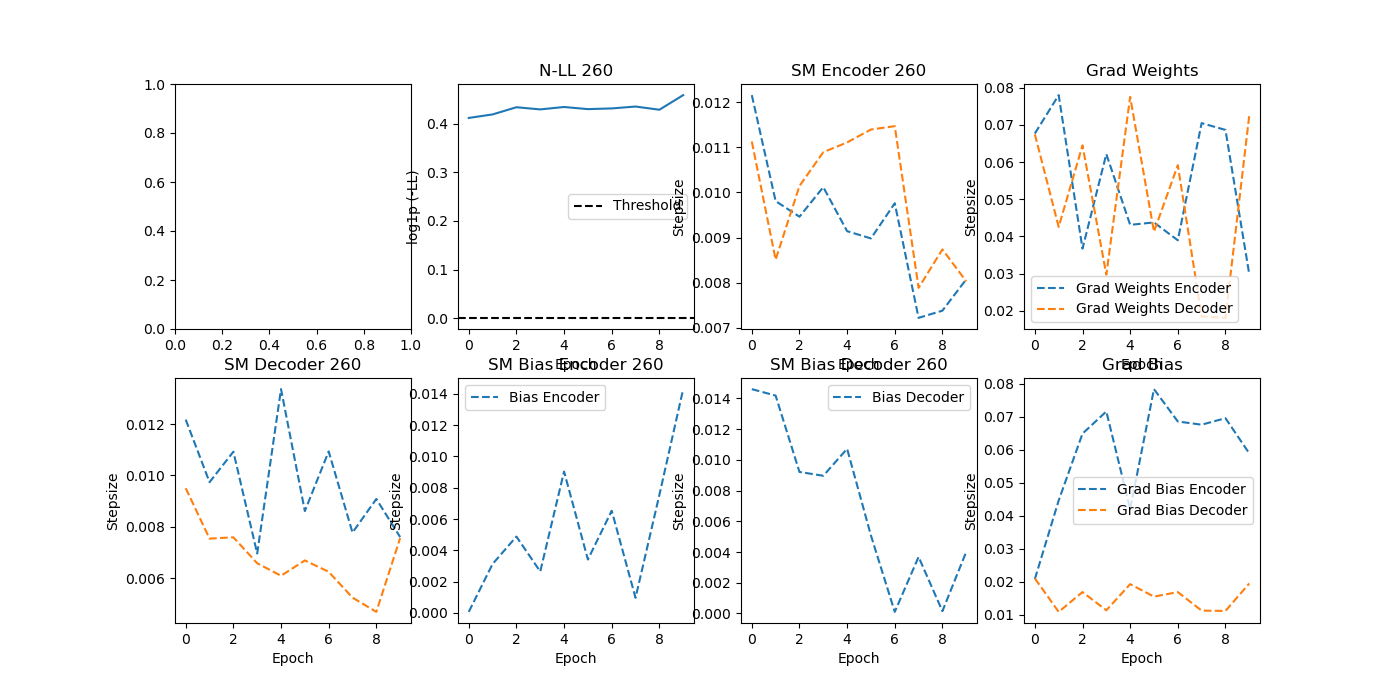 N-LL 260
SM Encoder 260
Grad Weights
1.0
0.8
0.6
0.4
0.2
0.0
0.0 0.2 0.4 0.6 0.8 1.0
log1p (-LL)
0.4
0.3
0.2
0.1
0.0
Threshold
0 2 4 6 8
Epoch
Stepsize
0.012
0.011
0.010
0.009
0.008
0.007
0 2 4 6 8
Epoch
Stepsize
0.08
0.07
0.06
0.05
0.04
0.03
0.02
Grad Weights Encoder
Grad Weights Decoder
0 2 4 6 8
Epoch
SM Decoder 260
SM Bias Encoder 260
SM Bias Decoder 260
Grad Bias
Stepsize
0.012
0.010
0.008
0.006
0 2 4 6 8
Epoch
Stepsize
0.014
0.012
0.010
0.008
0.006
0.004
0.002
0.000
Bias Encoder
0 2 4 6 8
Epoch
Stepsize
0.014
0.012
0.010
0.008
0.006
0.004
0.002
0.000
Bias Decoder
0 2 4 6 8
Epoch
Stepsize
0.08
0.07
0.06
0.05
0.04
0.03
0.02
0.01
Grad Bias Encoder
Grad Bias Decoder
0 2 4 6 8
Epoch